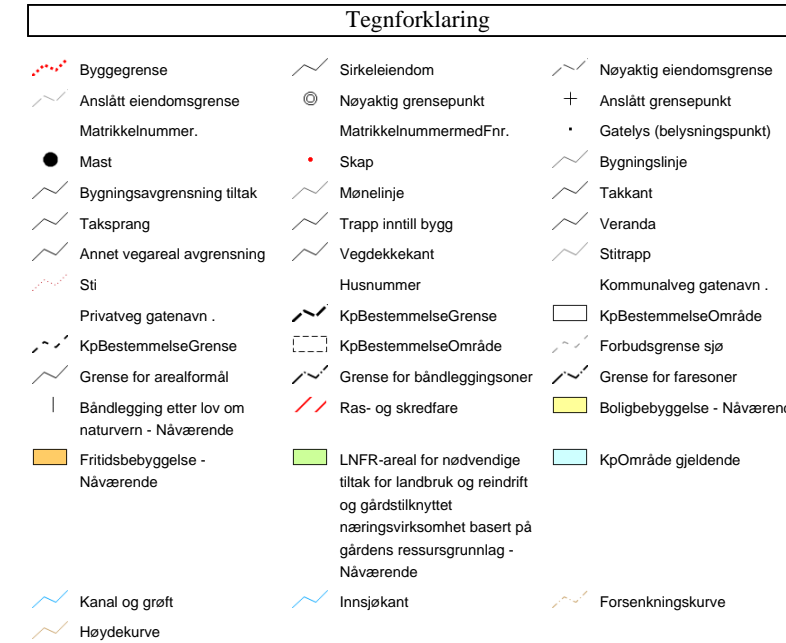 Tegnforklaring
Byggegrense
Sirkeleiendom
Nøyaktig eiendomsgrense
Anslått eiendomsgrense
Nøyaktig grensepunkt
Anslått grensepunkt
Matrikkelnummer.
MatrikkelnummermedFnr.
Gatelys (belysningspunkt)
Mast
Skap
Bygningslinje
Bygningsavgrensning tiltak
Mønelinje
Takkant
Taksprang
Trapp inntill bygg
Veranda
Annet vegareal avgrensning
Vegdekkekant
Stitrapp
Sti
Husnummer
Kommunalveg gatenavn .
Privatveg gatenavn .
KpBestemmelseGrense
KpBestemmelseOmråde
KpBestemmelseGrense
KpBestemmelseOmråde
Forbudsgrense sjø
Grense for arealformål
Grense for båndleggingsoner
Grense for faresoner
Båndlegging etter lov om
naturvern - Nåværende
Ras- og skredfare
Boligbebyggelse - Nåværend
Fritidsbebyggelse -
Nåværende
LNFR-areal for nødvendige
tiltak for landbruk og reindrift
og gårdstilknyttet
næringsvirksomhet basert på
gårdens ressursgrunnlag -
Nåværende
KpOmråde gjeldende
Kanal og grøft
Innsjøkant
Forsenkningskurve
Høydekurve